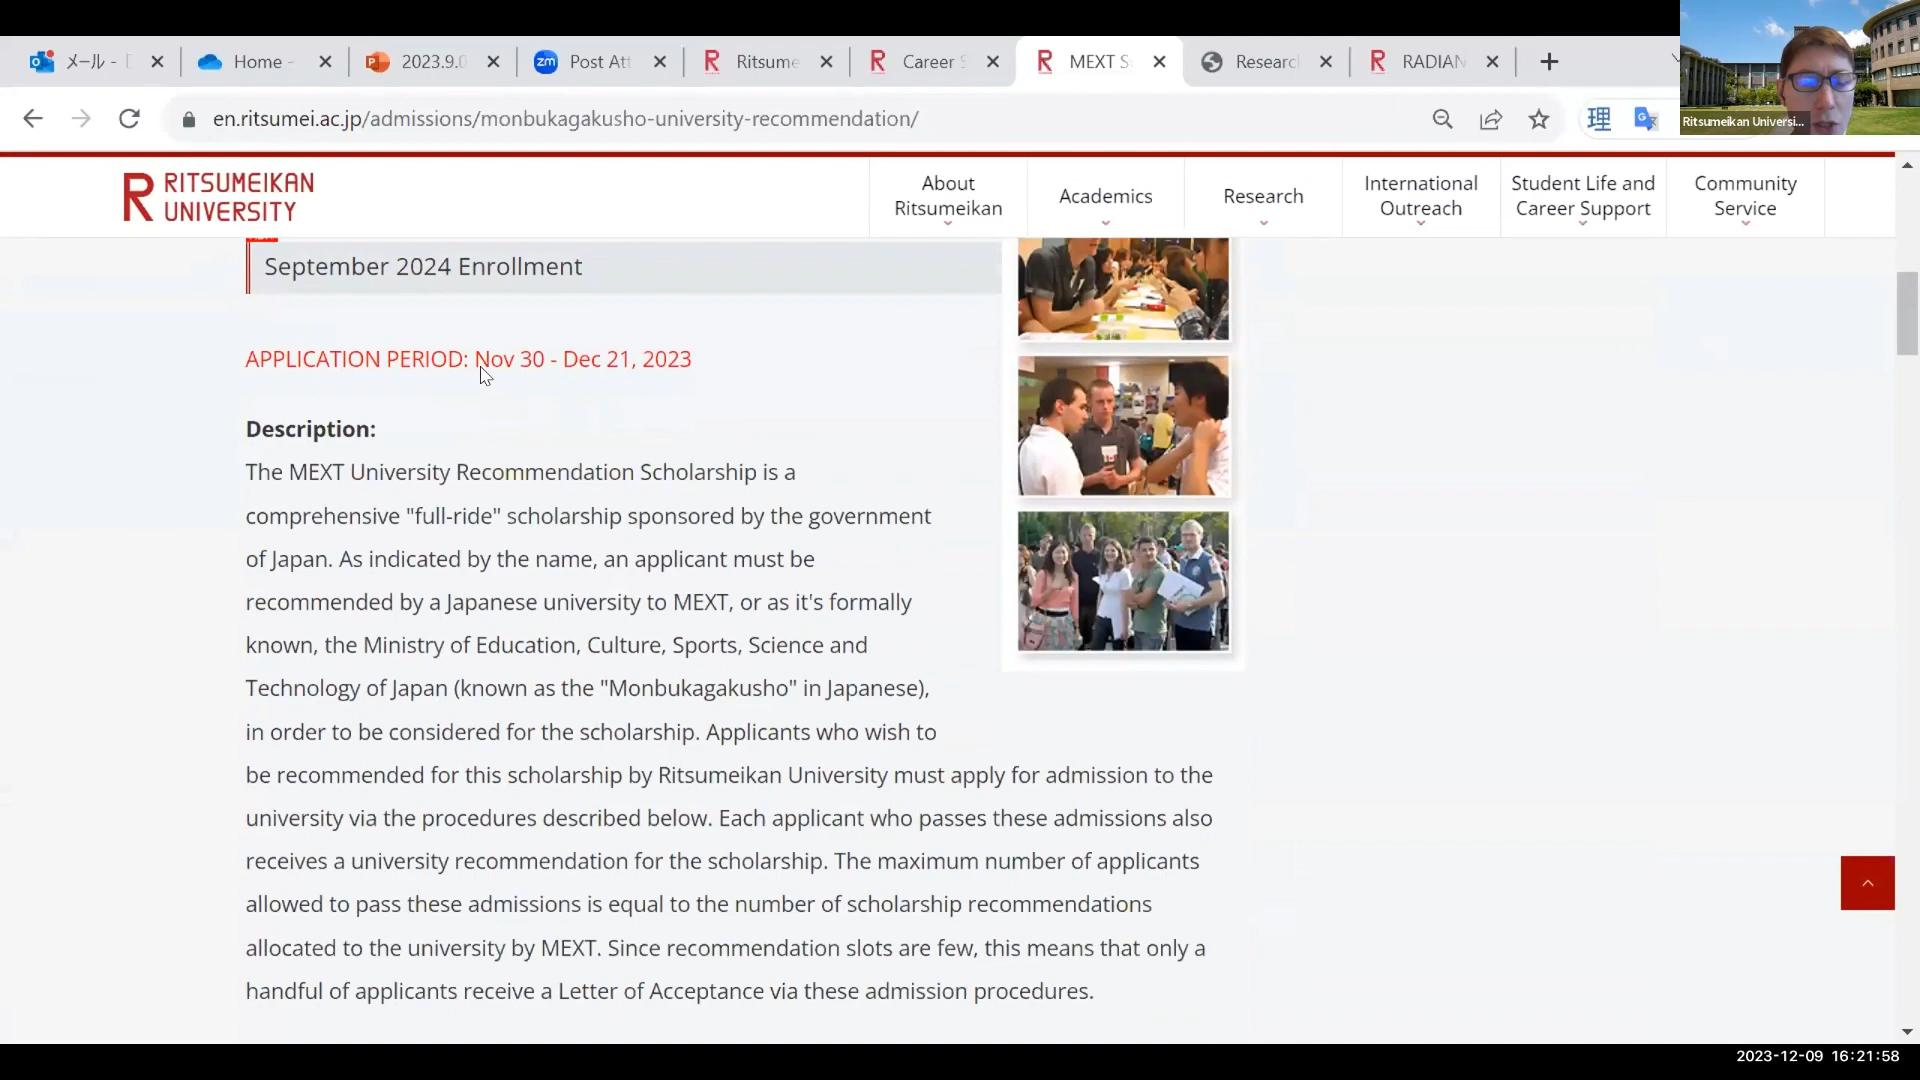 メール -
Home -
2023.9.0
Post Att
Ritsume
Career S
MEXT S
Researc
RADIAN
en.ritsumei.ac.jp/admissions/monbukagakusho-university-recommendation/
理
Ritsumeikan Universi...
RITSUMEIKAN
UNIVERSITY
About
Ritsumeikan
Academics
Research
International
Outreach
Student Life and
Career Support
Community
Service
September 2024 Enrollment
APPLICATION PERIOD: Nov 30 - Dec 21, 2023
Description:
The MEXT University Recommendation Scholarship is a
comprehensive "full-ride" scholarship sponsored by the government
of Japan. As indicated by the name, an applicant must be
recommended by a Japanese university to MEXT, or as it's formally
known, the Ministry of Education, Culture, Sports, Science and
Technology of Japan (known as the "Monbukagakusho" in Japanese),
in order to be considered for the scholarship. Applicants who wish to
be recommended for this scholarship by Ritsumeikan University must apply for admission to the
university via the procedures described below. Each applicant who passes these admissions also
receives a university recommendation for the scholarship. The maximum number of applicants
allowed to pass these admissions is equal to the number of scholarship recommendations
allocated to the university by MEXT. Since recommendation slots are few, this means that only a
handful of applicants receive a Letter of Acceptance via these admission procedures.
2023-12-09 16:21:58